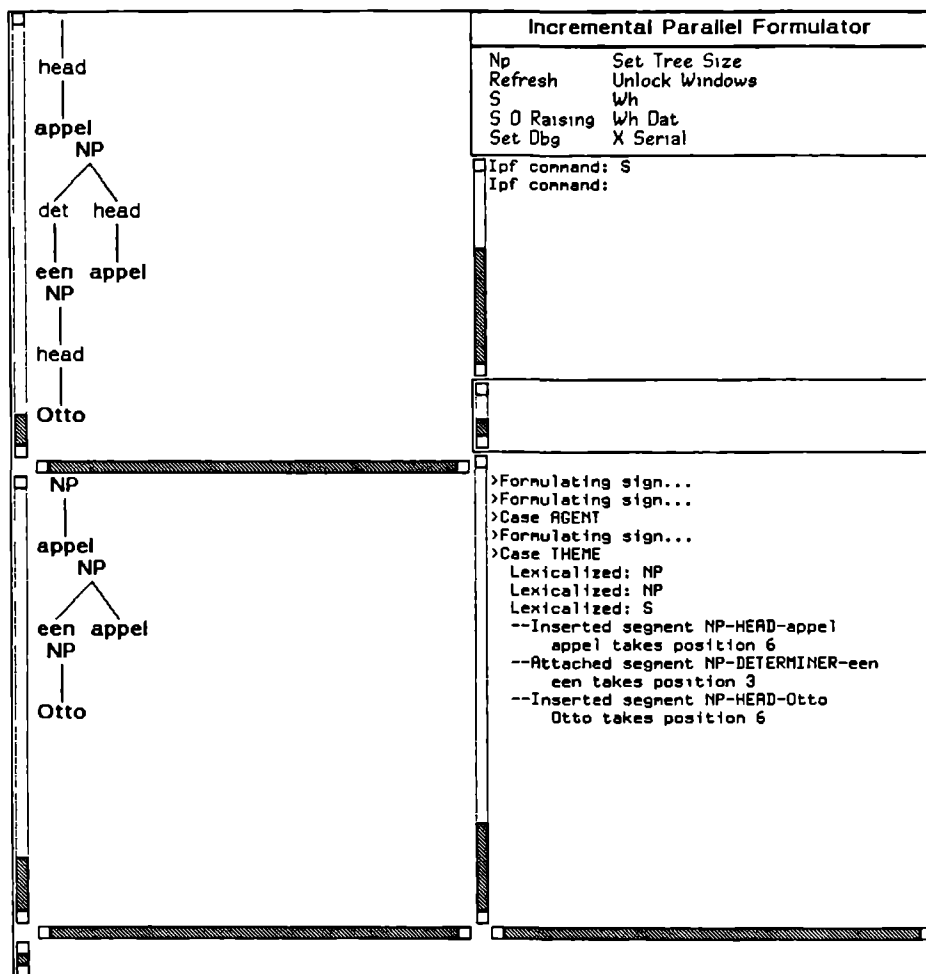 head
appel
NP
det head
een appel
NP
head
Otto
Incremental Parallel Formulator
Np Set Tree Size
Refresh Unlock Windows
S Wh
S O Raising Wh Dat
Set Dbg X Serial
Ipf command: S
Ipf command:
NP
appel
NP
een appel
NP
Otto
>Formulating sign...
>Formulating sign...
>Case AGENT
>Formulating sign...
>Case THEME
Lexicalized: NP
Lexicalized: NP
Lexicalized: S
--Inserted segment NP-HEAD-appel
appel takes position 6
--Attached segment NP-DETERMINER-een
een takes position 3
--Inserted segment NP-HEAD-Otto
Otto takes position 6